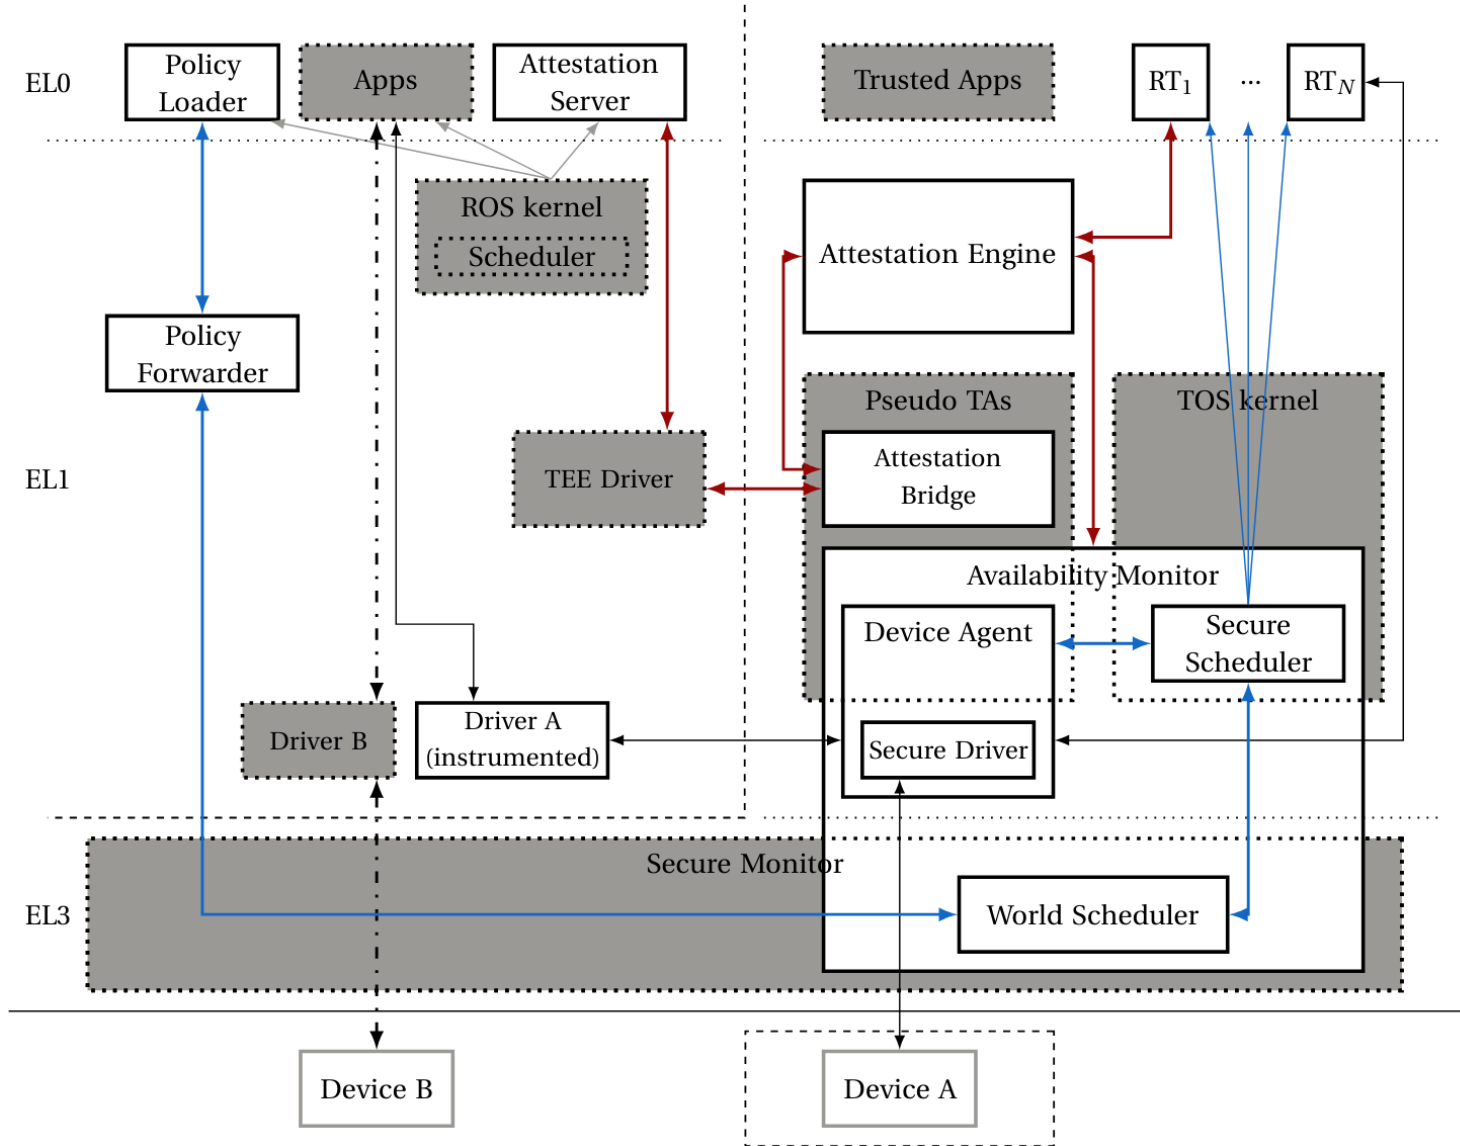 EL0
Policy
Loader
Apps
Attestation
Server
Trusted Apps
RT1
...
RTN
ROS kernel
Scheduler
Attestation Engine
Policy
Forwarder
EL1
TEE Driver
Pseudo TAs
Attestation
Bridge
TOS kernel
Availability Monitor
Device Agent
Secure
Scheduler
Driver B
Driver A
(instrumented)
Secure Driver
Secure Monitor
EL3
World Scheduler
Device B
Device A